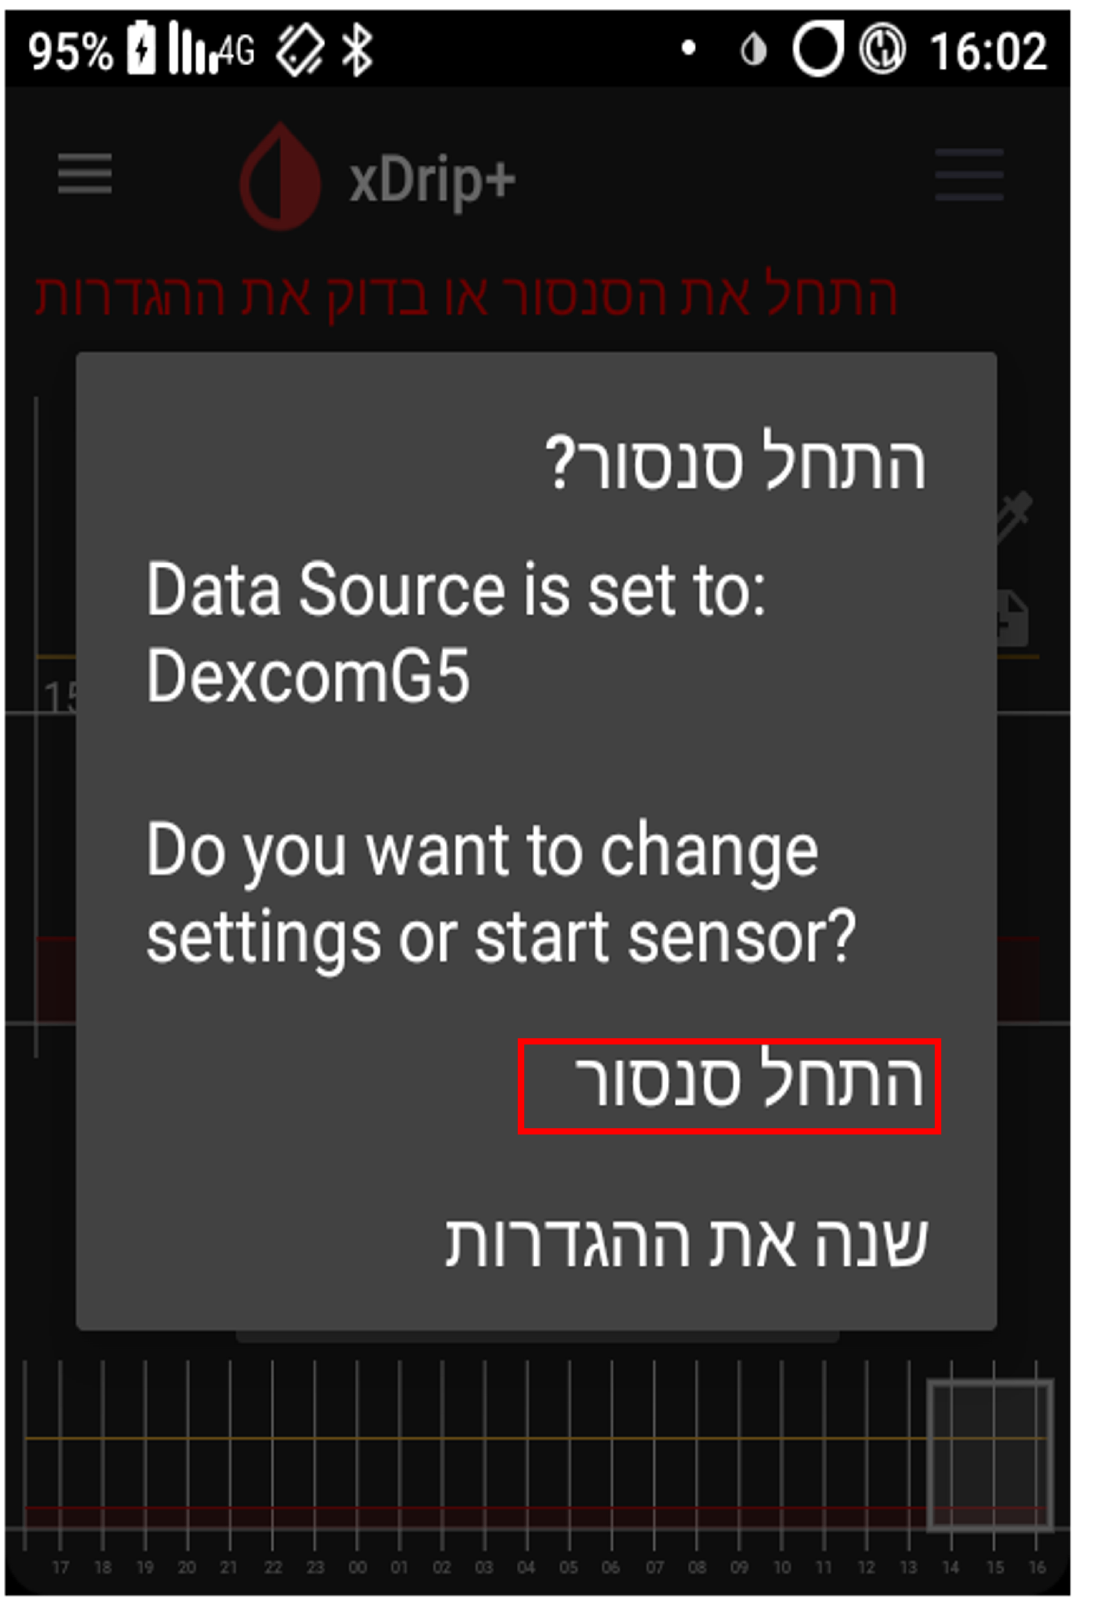 95% 4G 16:02
xDrip+
התחל את הסנסור או בדוק את ההגדרות
התחל סנסור?
Data Source is set to:
DexcomG5
15
Do you want to change
settings or start sensor?
התחל סנסור
שנה את ההגדרות
17 18 19 20 21 22 23 00 01 02 03 04 05 06 07 08 09 10 11 12 13 14 15 16